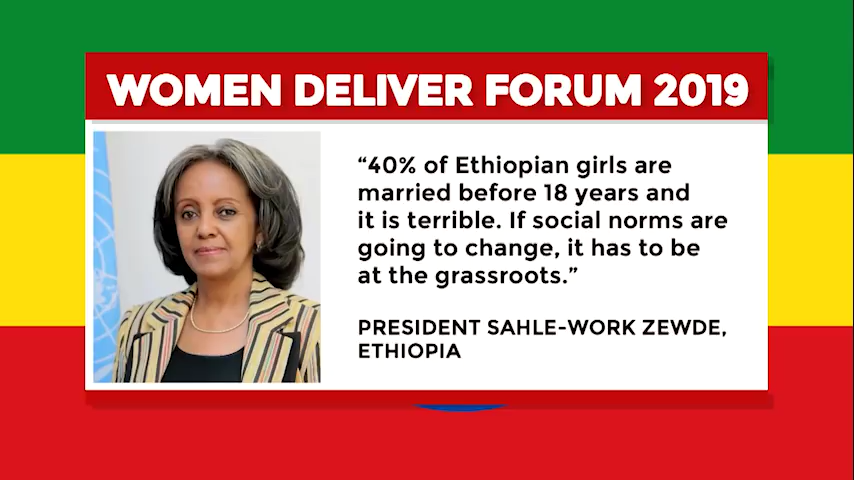 WOMEN DELIVER FORUM 2019
“40% of Ethiopian girls are
married before 18 years and
it is terrible. If social norms are
going to change, it has to be
at the grassroots.”
PRESIDENT SAHLE-WORK ZEWDE,
ETHIOPIA